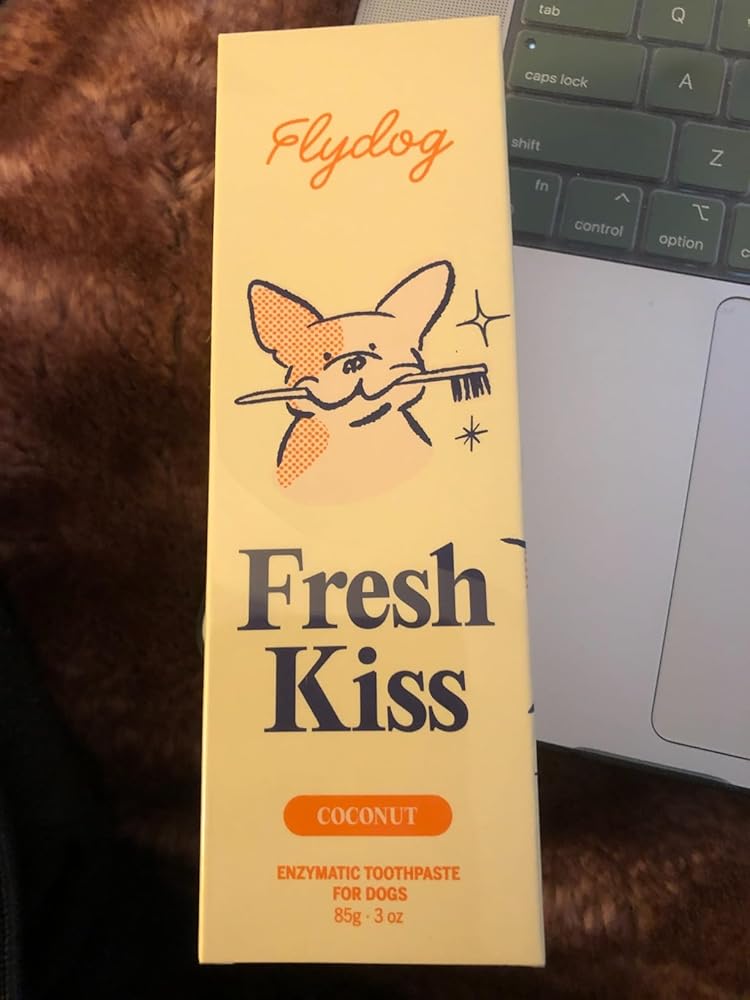 Flydog
Fresh
Kiss
COCONUT
ENZYMATIC TOOTHPASTE
FOR DOGS
85g · 3 oz
tab
Q
caps lock
A
shift
Z
fn
control
option